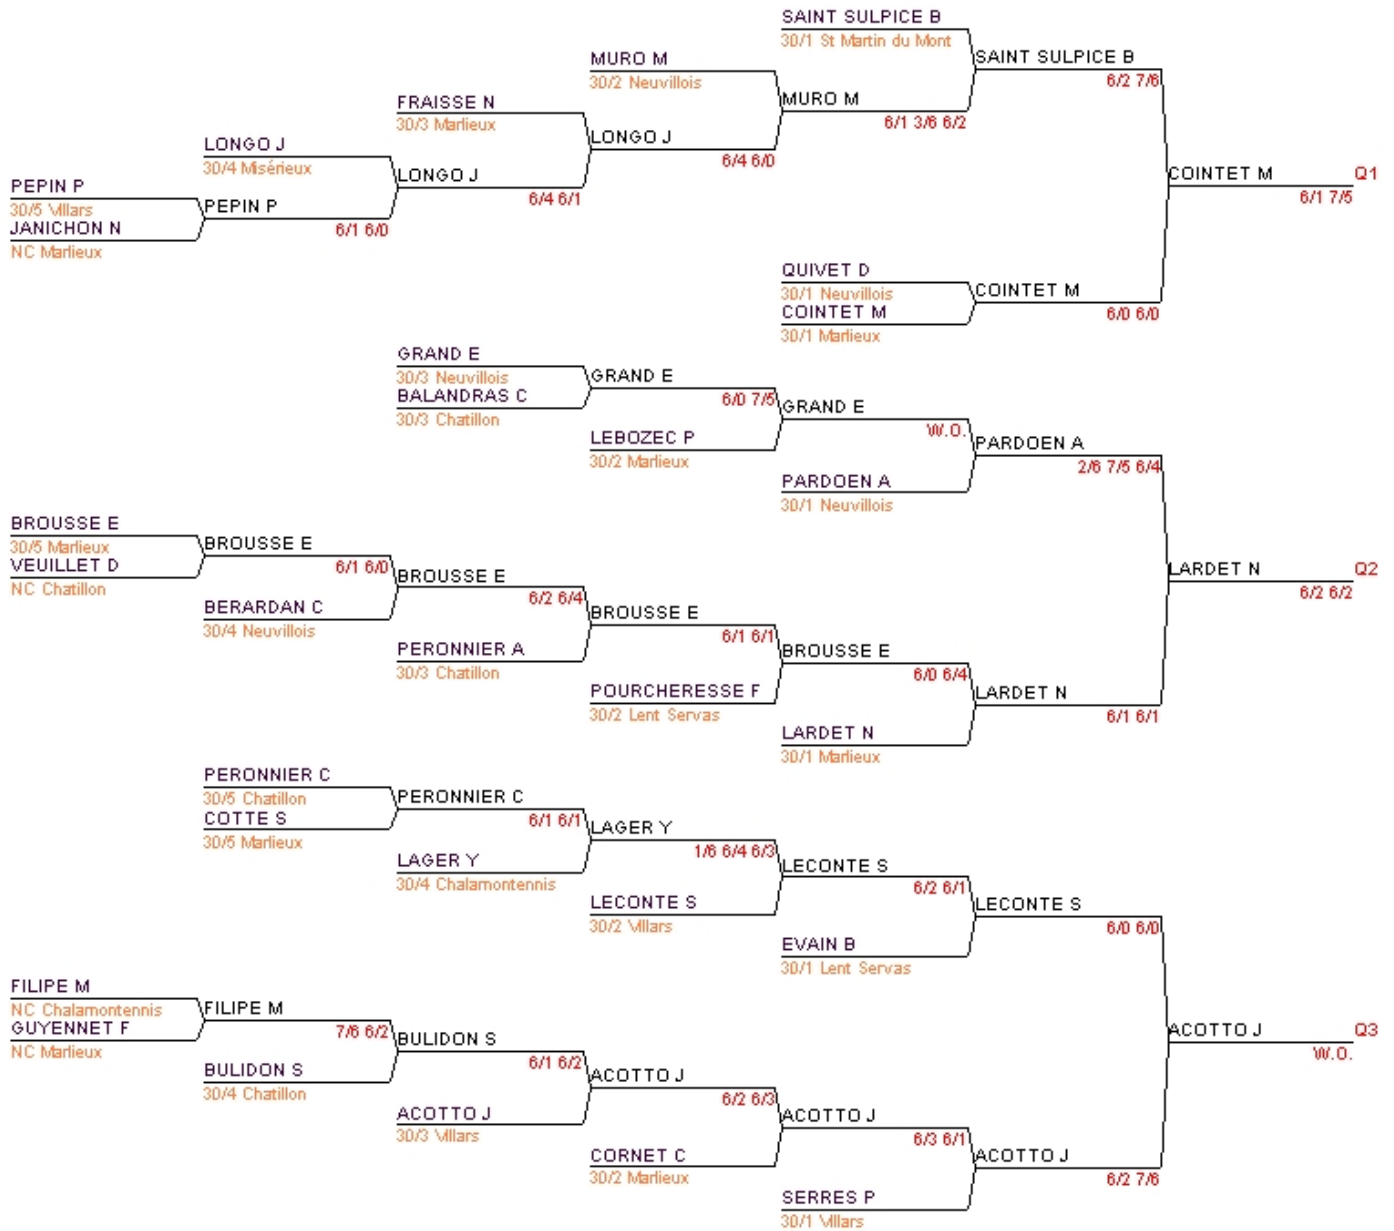 SAINT SULPICE B
30/1 St Martin du Mont
SAINT SULPICE B
6/2 7/6
MURO M
30/2 Neuvillois
MURO M
6/1 3/6 6/2
FRAISSE N
30/3 Marlieux
LONGO J
6/4 6/0
LONGO J
30/4 Misérieux
LONGO J
6/4 6/1
PEPIN P
30/5 Villars
PEPIN P
6/1 6/0
JANICHON N
NC Marlieux
COINTET M
Q1
6/1 7/5
QUIVET D
30/1 Neuvillois
COINTET M
6/0 6/0
COINTET M
30/1 Marlieux
GRAND E
30/3 Neuvillois
GRAND E
6/0 7/5
BALANDRAS C
30/3 Chatillon
GRAND E
W.O.
LEBOZEC P
30/2 Marlieux
PARDOEN A
2/6 7/5 6/4
PARDOEN A
30/1 Neuvillois
BROUSSE E
30/5 Marlieux
BROUSSE E
6/1 6/0
VEUILLET D
NC Chatillon
BROUSSE E
6/2 6/4
LARDET N
Q2
6/2 6/2
BERARDAN C
30/4 Neuvillois
BROUSSE E
6/1 6/1
PERONNIER A
30/3 Chatillon
BROUSSE E
6/0 6/4
POURCHERESSE F
30/2 Lent Servas
LARDET N
6/1 6/1
LARDET N
30/1 Marlieux
PERONNIER C
30/5 Chatillon
PERONNIER C
6/1 6/1
COTTE S
30/5 Marlieux
LAGER Y
1/6 6/4 6/3
LAGER Y
30/4 Chalamontennis
LECONTE S
6/2 6/1
LECONTE S
30/2 Villars
LECONTE S
6/0 6/0
EVAIN B
30/1 Lent Servas
FILIPE M
NC Chalamontennis
FILIPE M
7/6 6/2
GUYENNET F
NC Marlieux
BULIDON S
6/1 6/2
ACOTTO J
Q3
W.O.
BULIDON S
30/4 Chatillon
ACOTTO J
6/2 6/3
ACOTTO J
30/3 Villars
ACOTTO J
6/3 6/1
CORNET C
30/2 Marlieux
ACOTTO J
6/2 7/6
SERRES P
30/1 Villars